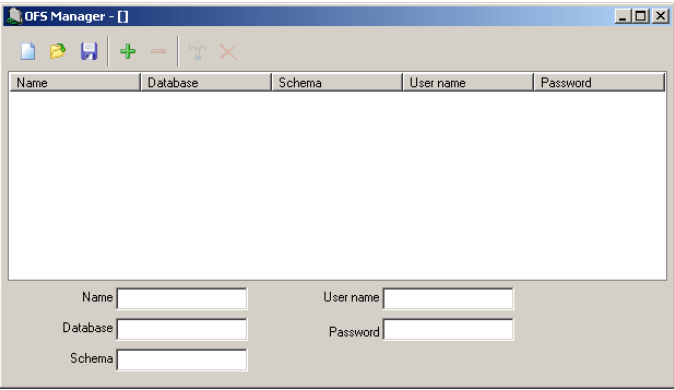 OFS Manager - []
Name Database Schema User name Password
Name User name
Database Password
Schema